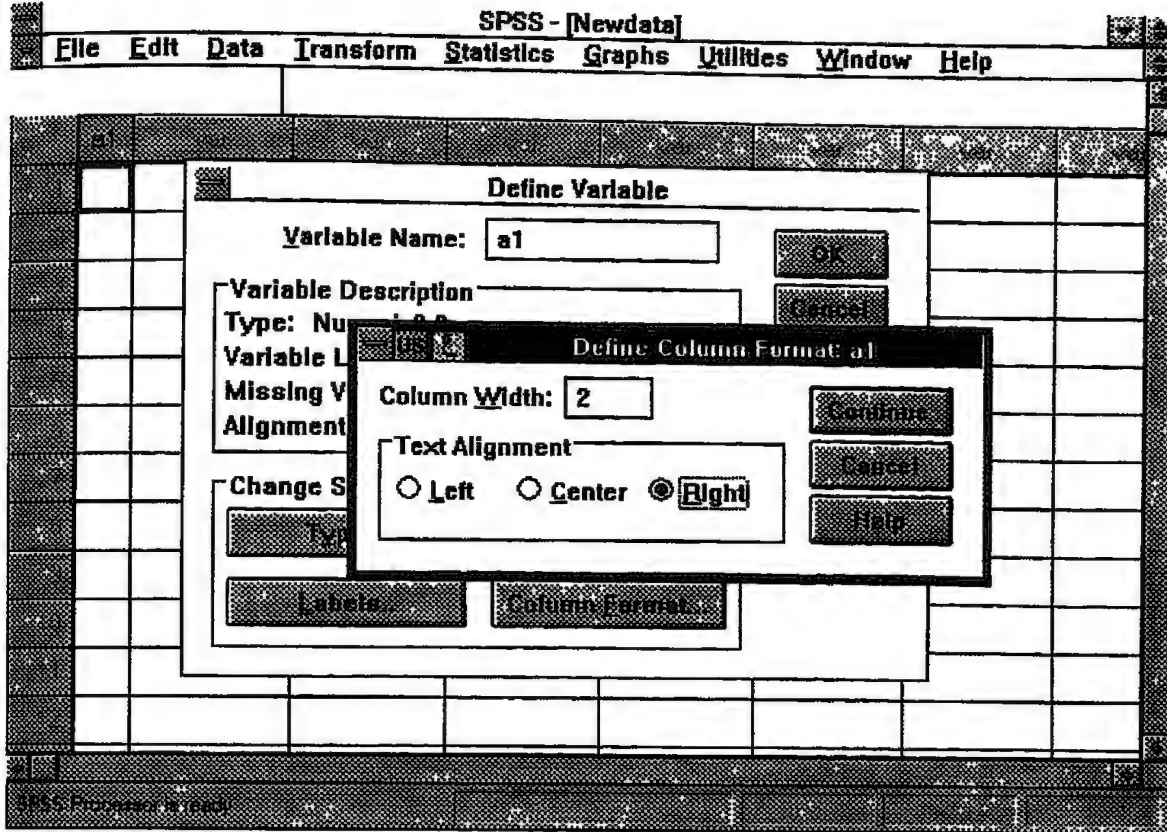 SPSS - [Newdata]
File Edit Data Transform Statistics Graphs Utilities Window Help
a1
Define Variable
Variable Name: a1
OK
Cancel
Variable Description
Type: Nu
Variable L
Missing V
Alignment
Change S
Typ
Labels... Column Format...
Define Column Format: a1
Column Width: 2
Continue
Text Alignment
Cancel
Left Center Right
Help
SPSS Processor is ready